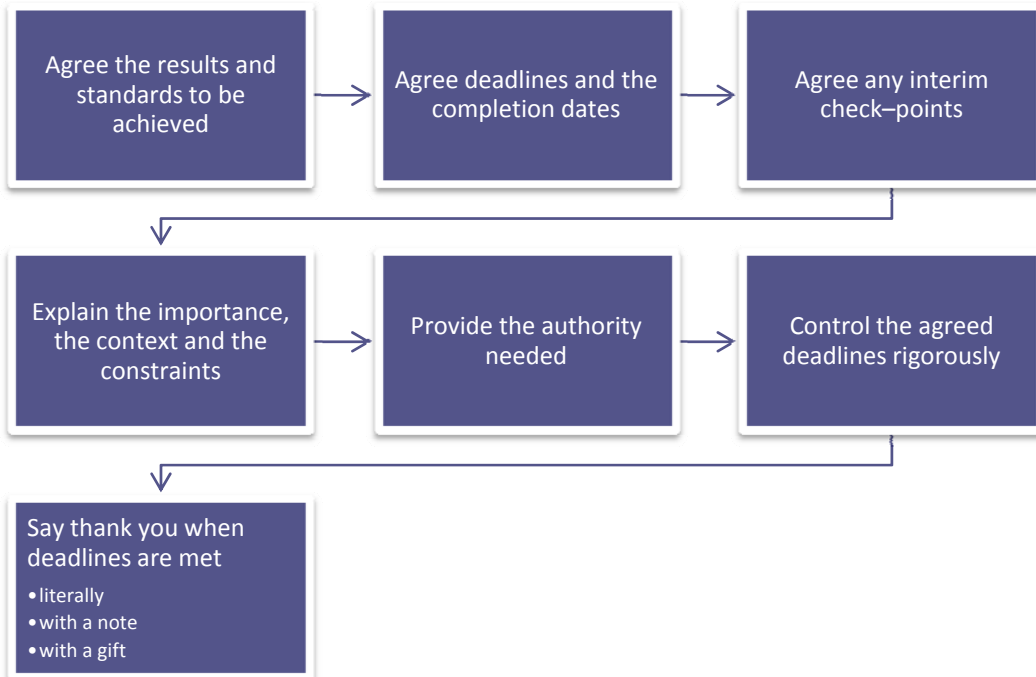 Agree the results and
standards to be
achieved
Agree deadlines and the
completion dates
Agree any interim
check–points
Explain the importance,
the context and the
constraints
Provide the authority
needed
Control the agreed
deadlines rigorously
Say thank you when
deadlines are met
•literally
•with a note
•with a gift